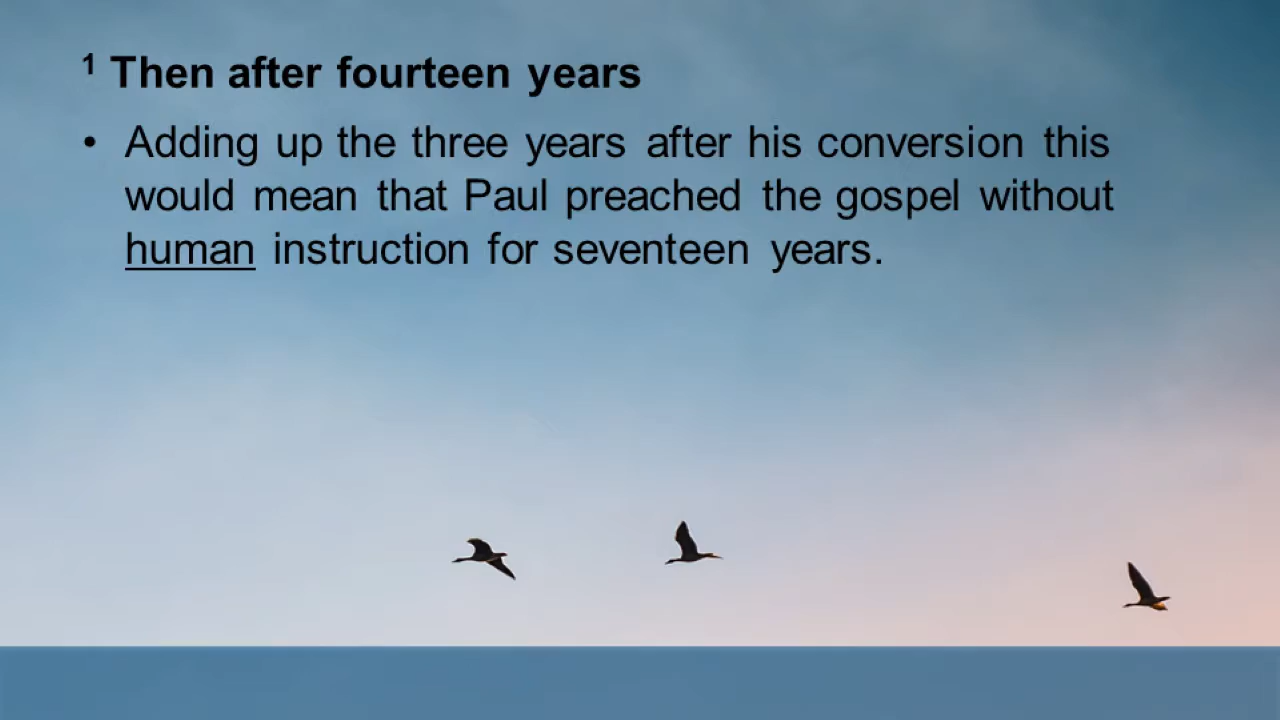 ¹ Then after fourteen years
• Adding up the three years after his conversion this
would mean that Paul preached the gospel without
human instruction for seventeen years.